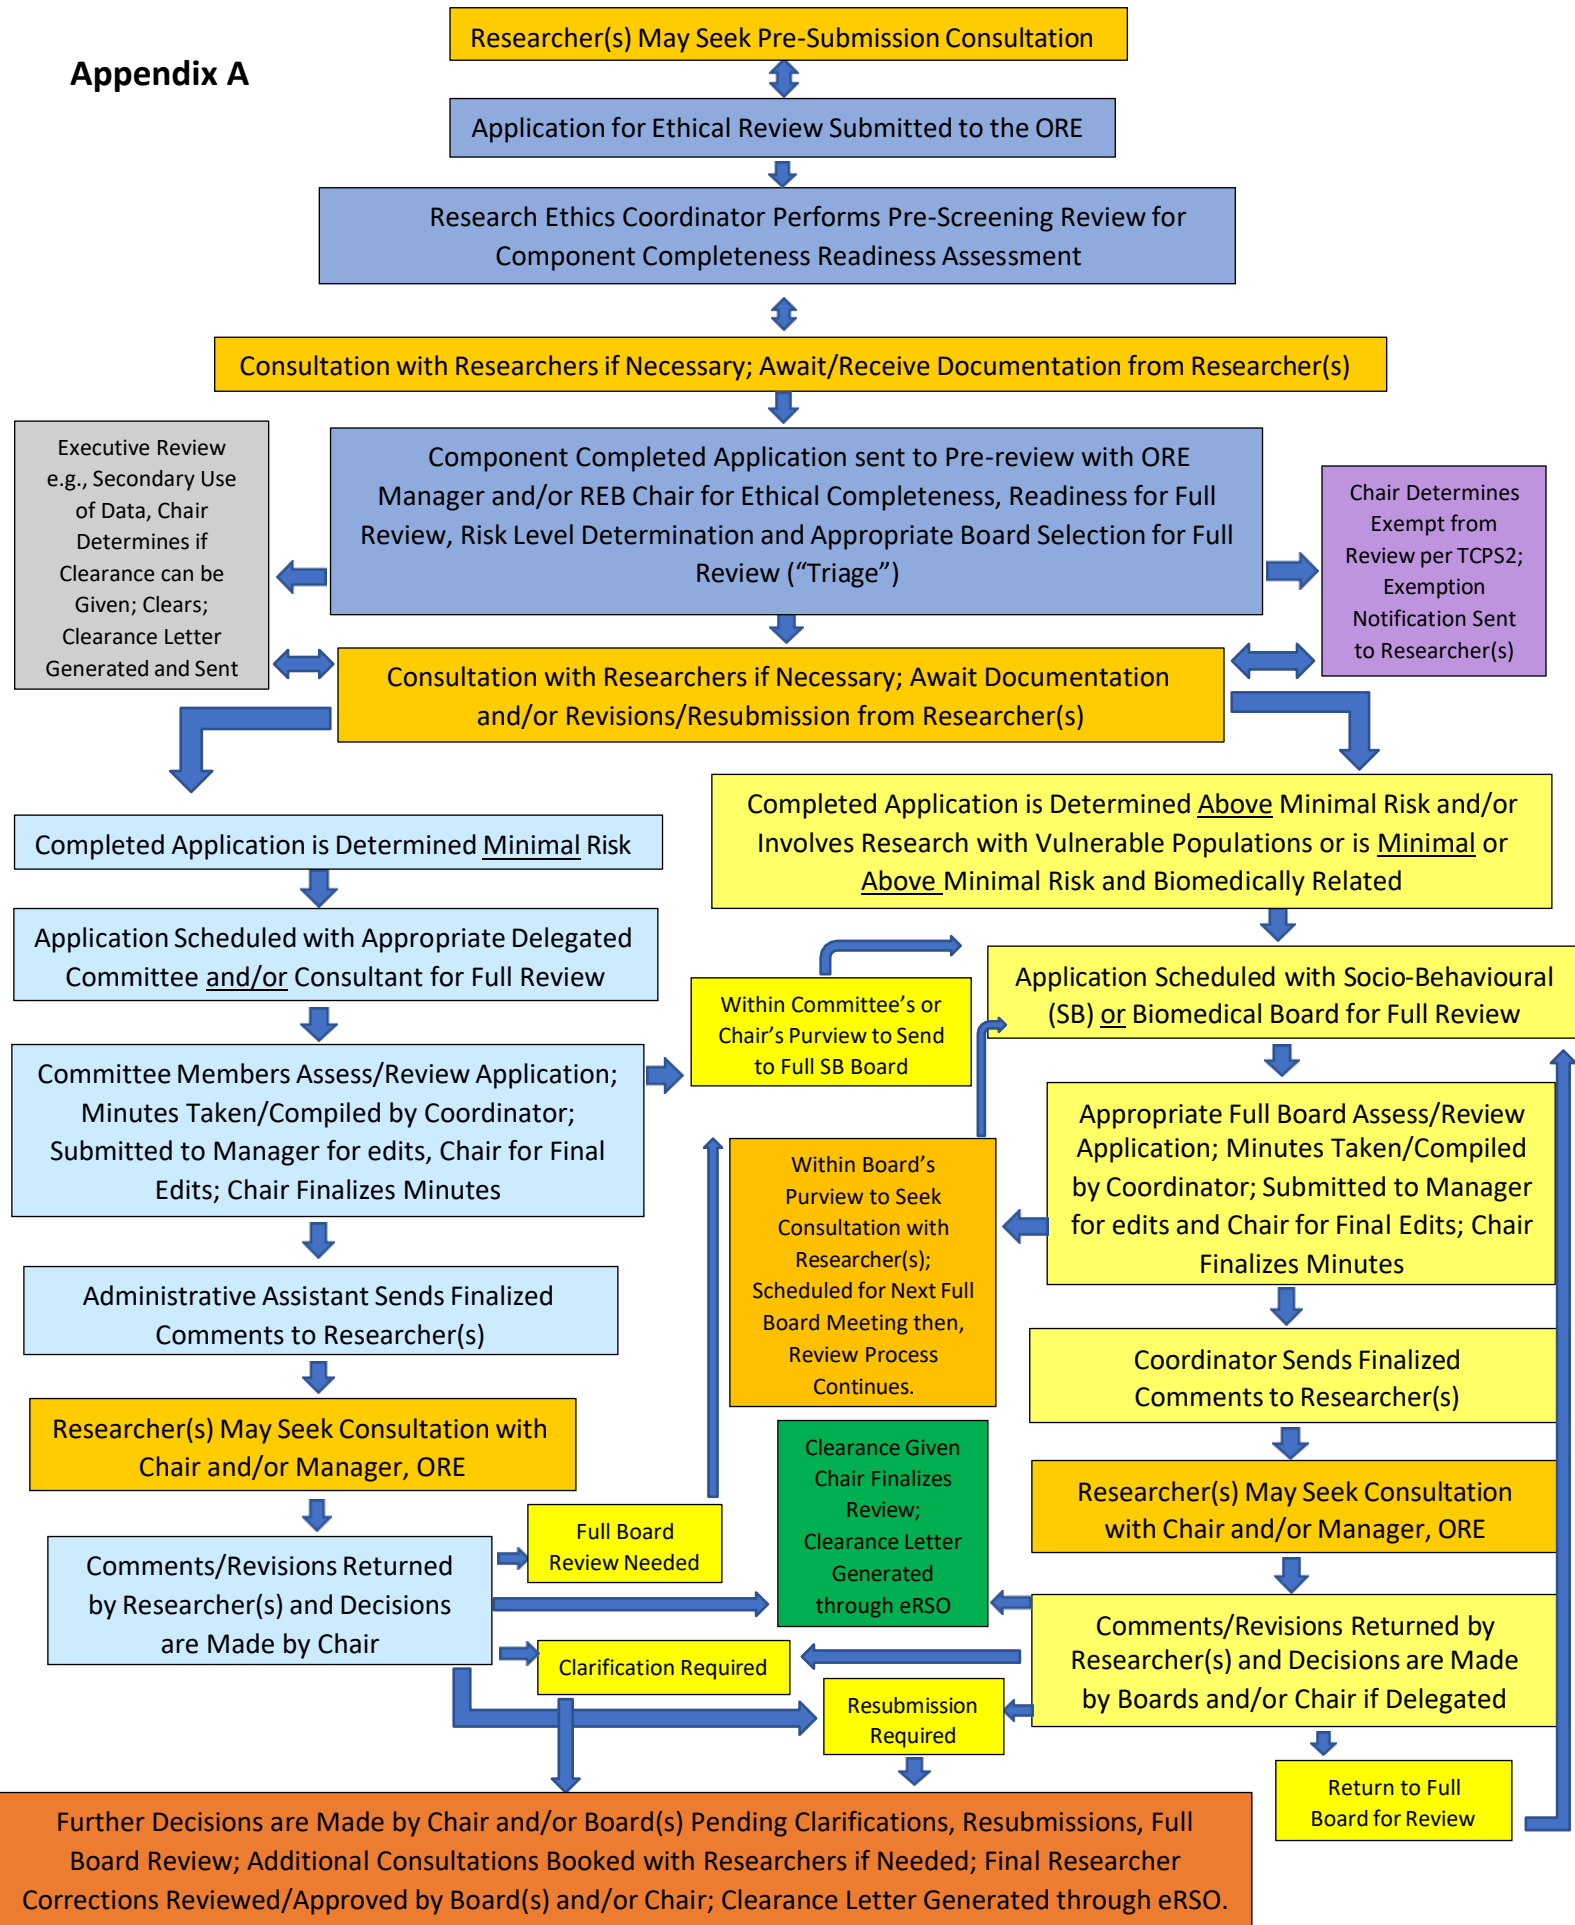 Appendix A
Researcher(s) May Seek Pre-Submission Consultation
Application for Ethical Review Submitted to the ORE
Research Ethics Coordinator Performs Pre-Screening Review for
Component Completeness Readiness Assessment
Consultation with Researchers if Necessary; Await/Receive Documentation from Researcher(s)
Executive Review
e.g., Secondary Use
of Data, Chair
Determines if
Clearance can be
Given; Clears;
Clearance Letter
Generated and Sent
Component Completed Application sent to Pre-review with ORE
Manager and/or REB Chair for Ethical Completeness, Readiness for Full
Review, Risk Level Determination and Appropriate Board Selection for Full
Review (“Triage”)
Chair Determines
Exempt from
Review per TCPS2;
Exemption
Notification Sent
to Researcher(s)
Consultation with Researchers if Necessary; Await Documentation
and/or Revisions/Resubmission from Researcher(s)
Completed Application is Determined Minimal Risk
Application Scheduled with Appropriate Delegated
Committee and/or Consultant for Full Review
Committee Members Assess/Review Application;
Minutes Taken/Compiled by Coordinator;
Submitted to Manager for edits, Chair for Final
Edits; Chair Finalizes Minutes
Administrative Assistant Sends Finalized
Comments to Researcher(s)
Researcher(s) May Seek Consultation with
Chair and/or Manager, ORE
Comments/Revisions Returned
by Researcher(s) and Decisions
are Made by Chair
Completed Application is Determined Above Minimal Risk and/or
Involves Research with Vulnerable Populations or is Minimal or
Above Minimal Risk and Biomedically Related
Within Committee’s or
Chair’s Purview to Send
to Full SB Board
Application Scheduled with Socio-Behavioural
(SB) or Biomedical Board for Full Review
Within Board’s
Purview to Seek
Consultation with
Researcher(s);
Scheduled for Next Full
Board Meeting then,
Review Process
Continues.
Appropriate Full Board Assess/Review
Application; Minutes Taken/Compiled
by Coordinator; Submitted to Manager
for edits and Chair for Final Edits; Chair
Finalizes Minutes
Coordinator Sends Finalized
Comments to Researcher(s)
Researcher(s) May Seek Consultation
with Chair and/or Manager, ORE
Comments/Revisions Returned by
Researcher(s) and Decisions are Made
by Boards and/or Chair if Delegated
Full Board
Review Needed
Clearance Given
Chair Finalizes
Review;
Clearance Letter
Generated
through eRSO
Clarification Required
Resubmission
Required
Return to Full
Board for Review
Further Decisions are Made by Chair and/or Board(s) Pending Clarifications, Resubmissions, Full
Board Review; Additional Consultations Booked with Researchers if Needed; Final Researcher
Corrections Reviewed/Approved by Board(s) and/or Chair; Clearance Letter Generated through eRSO.